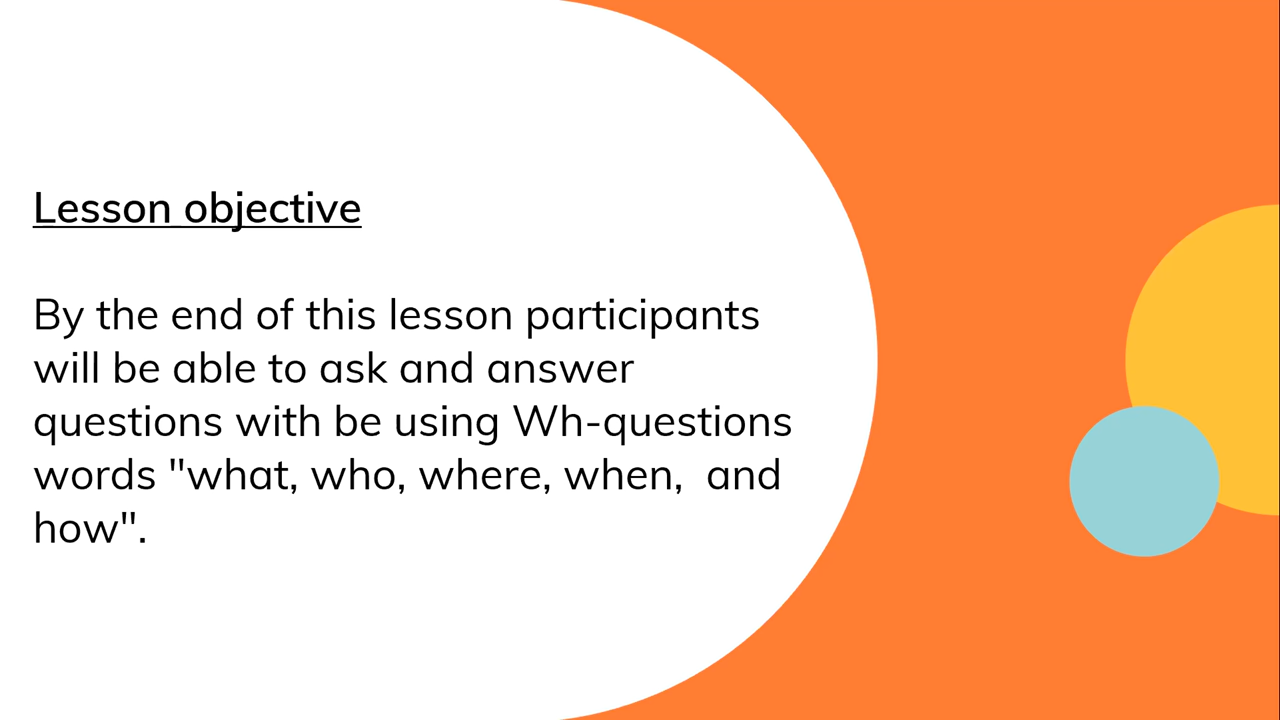 Lesson objective
By the end of this lesson participants
will be able to ask and answer
questions with be using Wh-questions
words "what, who, where, when,  and
how".